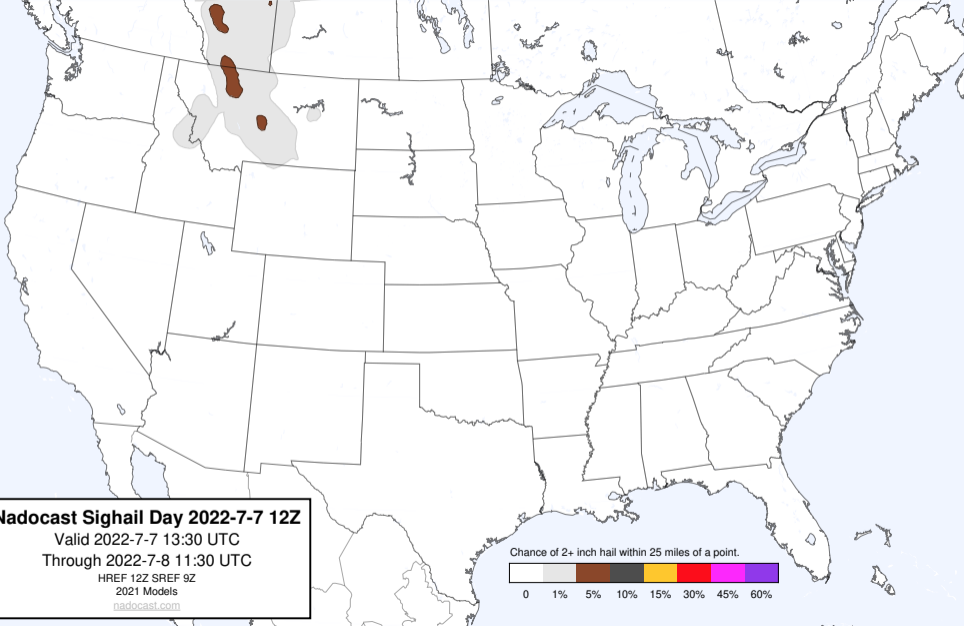 Nadocast Sighail Day 2022-7-7 12Z
Valid 2022-7-7 13:30 UTC
Through 2022-7-8 11:30 UTC
HREF 12Z SREF 9Z
2021 Models
nadocast.com
Chance of 2+ inch hail within 25 miles of a point.
0 1% 5% 10% 15% 30% 45% 60%